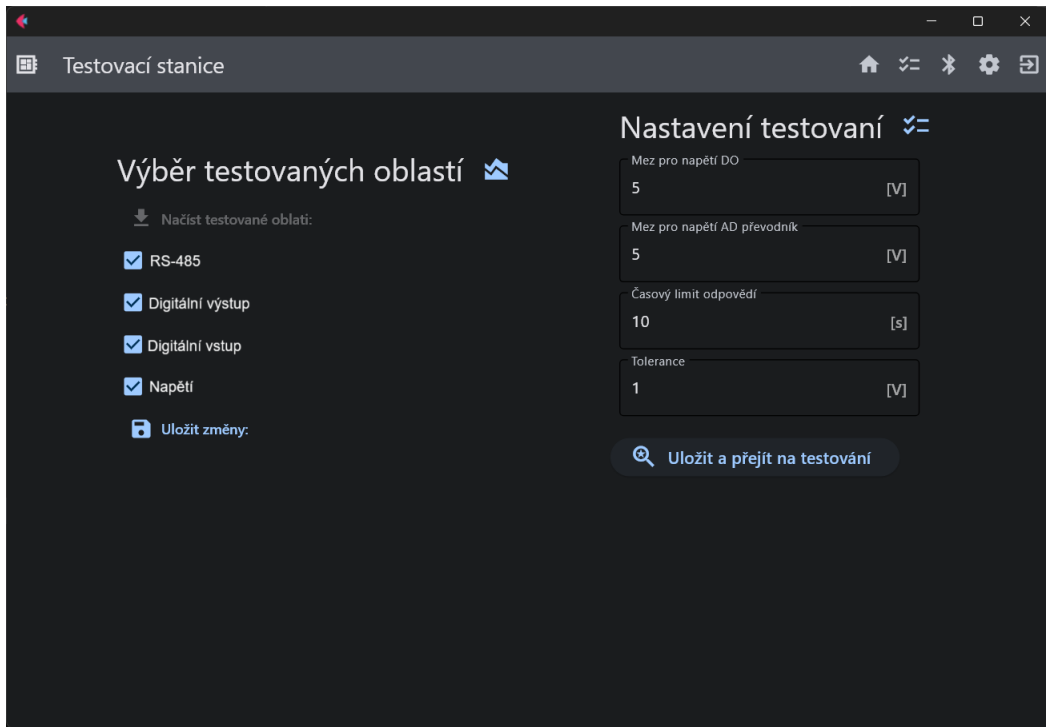 Testovací stanice
Výběr testovaných oblastí
Načíst testované oblati:
RS-485
Digitální výstup
Digitální vstup
Napětí
Uložit změny:
Nastavení testovaní
Mez pro napětí DO
5 [V]
Mez pro napětí AD převodník
5 [V]
Časový limit odpovědí
10 [s]
Tolerance
1 [V]
Uložit a přejít na testování